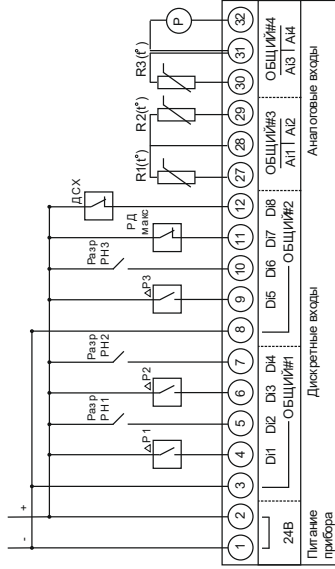 - +
ΔP1
Разр
РН1
ΔP2
Разр
РН2
ΔP3
Разр
РН3
РД
макс
ДСХ
R1(t°)
R2(t°)
R3(t°)
P
1 2 3 4 5 6 7 8 9 10 11 12 27 28 29 30 31 32
24В
Di1 Di2 Di3 Di4
ОБЩИЙ#1
Di5 Di6 Di7 Di8
ОБЩИЙ#2
ОБЩИЙ#3
Ai1 Ai2
ОБЩИЙ#4
Ai3 Ai4
Питание
прибора
Дискретные входы
Аналоговые входы